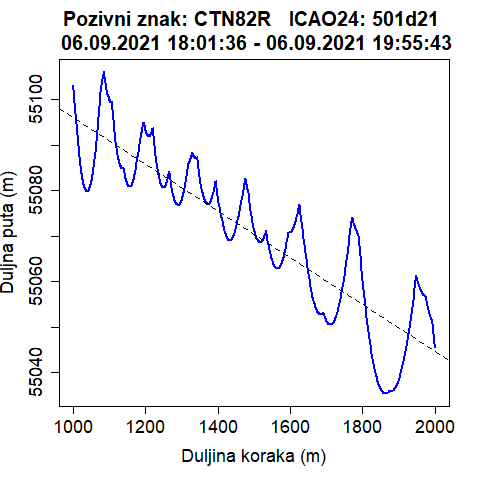 Pozivni znak: CTN82R   ICAO24: 501d21
06.09.2021 18:01:36 - 06.09.2021 19:55:43
Duljina puta (m)
55100
55080
55060
55040
1000 1200 1400 1600 1800 2000
Duljina koraka (m)